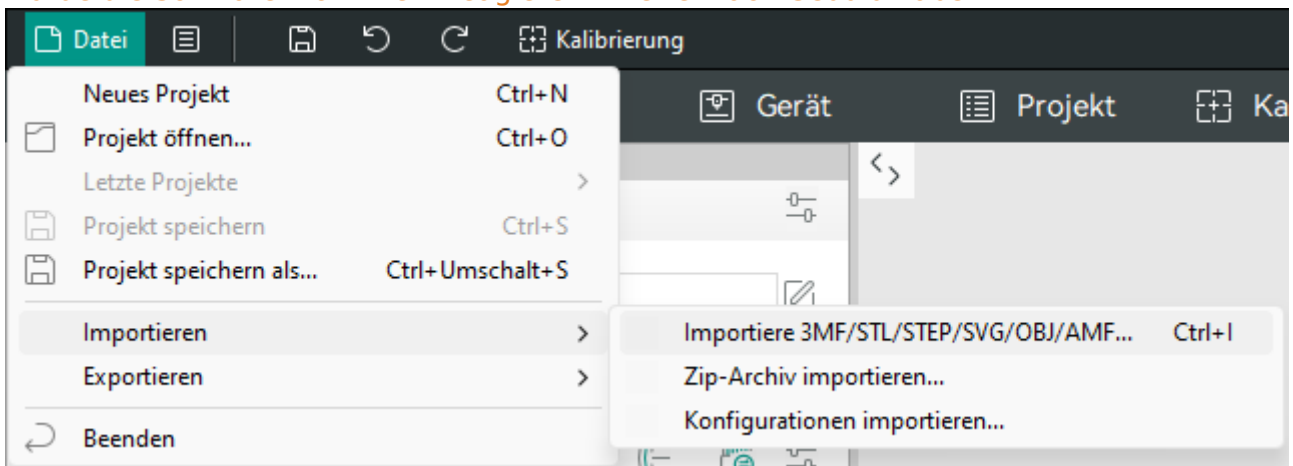 Datei
Kalibrierung
Neues Projekt Ctrl+N
Projekt öffnen... Ctrl+O
Letzte Projekte
Projekt speichern Ctrl+S
Projekt speichern als... Ctrl+Umschalt+S
Importieren
Exportieren
Beenden
Gerät
Projekt
Ka
Importiere 3MF/STL/STEP/SVG/OBJ/AMF... Ctrl+I
Zip-Archiv importieren...
Konfigurationen importieren...